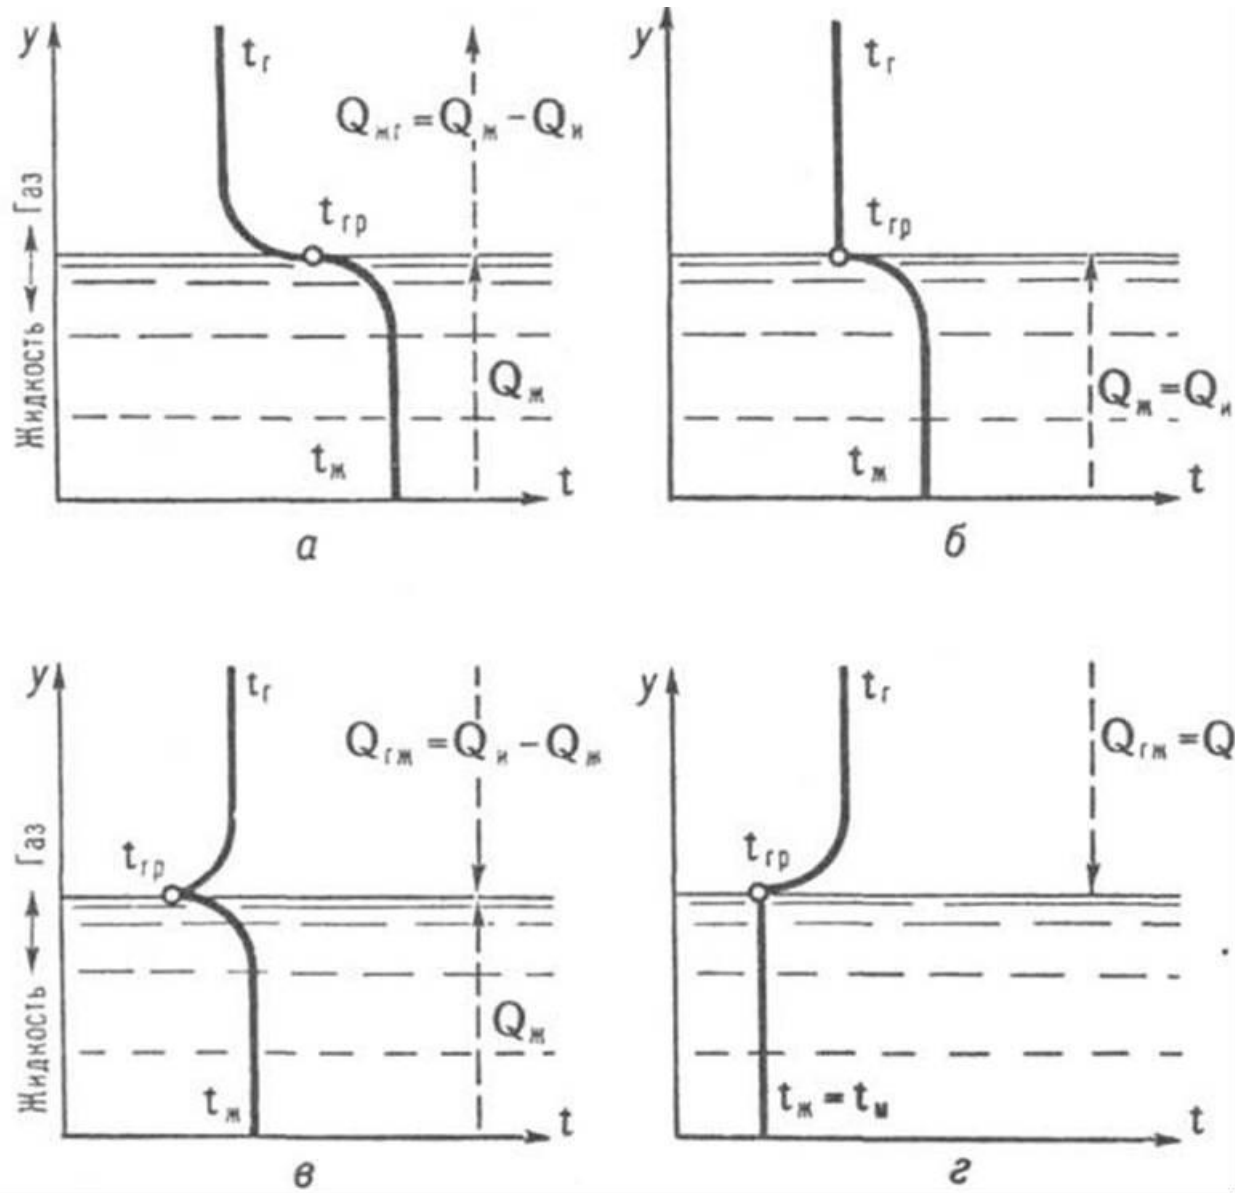 y
t_г
Q_жг = Q_ж − Q_и
t_гр
Жидкость ⟷ Газ
Q_ж
t_ж
t
а
y
t_г
t_гр
Q_ж = Q_и
t_ж
t
б
y
t_г
Q_гж = Q_и − Q_ж
t_гр
Жидкость ⟷ Газ
Q_ж
t_ж
t
в
y
t_г
Q_гж = Q
t_гр
t_ж = t_м
t
г